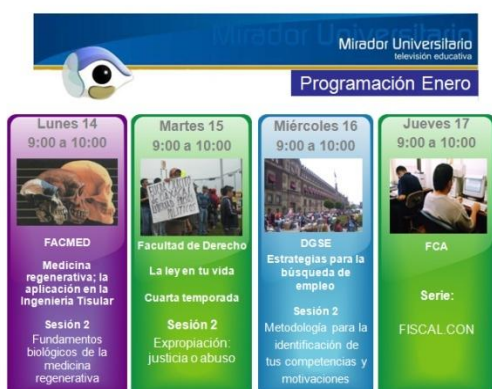 Mirador Universitario
Mirador Universitario
televisión educativa
Programación Enero
Lunes 14
9:00 a 10:00
FACMED
Medicina
regenerativa; la
aplicación en la
Ingeniería Tisular
Sesión 2
Fundamentos
biológicos de la
medicina
regenerativa
Martes 15
9:00 a 10:00
Facultad de Derecho
La ley en tu vida
Cuarta temporada
Sesión 2
Expropiación:
justicia o abuso
Miércoles 16
9:00 a 10:00
DGSE
Estrategias para la
búsqueda de
empleo
Sesión 2
Metodología para la
identificación de
tus competencias y
motivaciones
Jueves 17
9:00 a 10:00
FCA
Serie:
FISCAL.CON